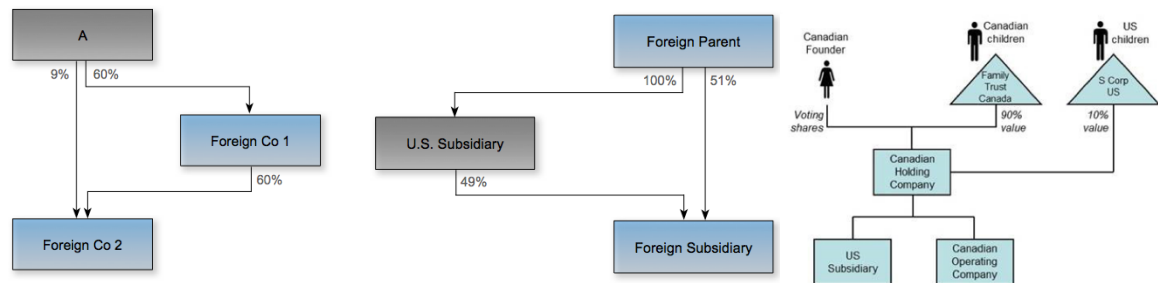 A
9%
60%
Foreign Co 1
60%
Foreign Co 2
Foreign Parent
100%
51%
U.S. Subsidiary
49%
Foreign Subsidiary
Canadian
Founder
Canadian
children
US
children
Family
Trust
Canada
S Corp
US
Voting
shares
90%
value
10%
value
Canadian
Holding
Company
US
Subsidiary
Canadian
Operating
Company